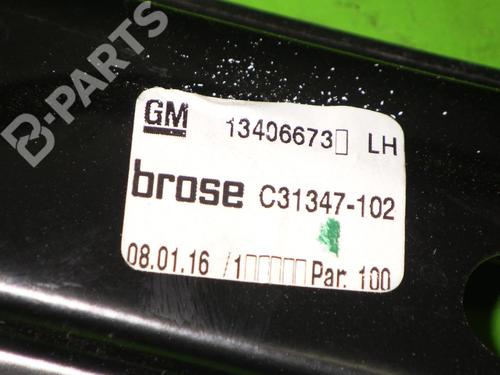 B-PARTS
GM 13406673▯ LH
brose C31347-102
08.01.16 /1▯▯▯▯▯ Par. 100